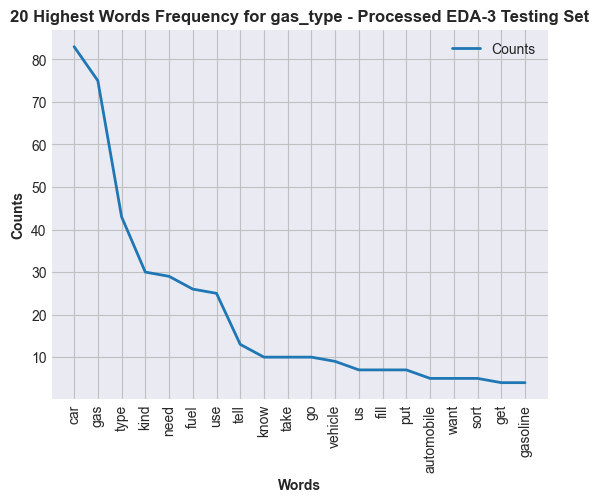 20 Highest Words Frequency for gas_type - Processed EDA-3 Testing Set
Counts
80
70
60
50
40
30
20
10
Counts
car
gas
type
kind
need
fuel
use
tell
know
take
go
vehicle
us
fill
put
automobile
want
sort
get
gasoline
Words